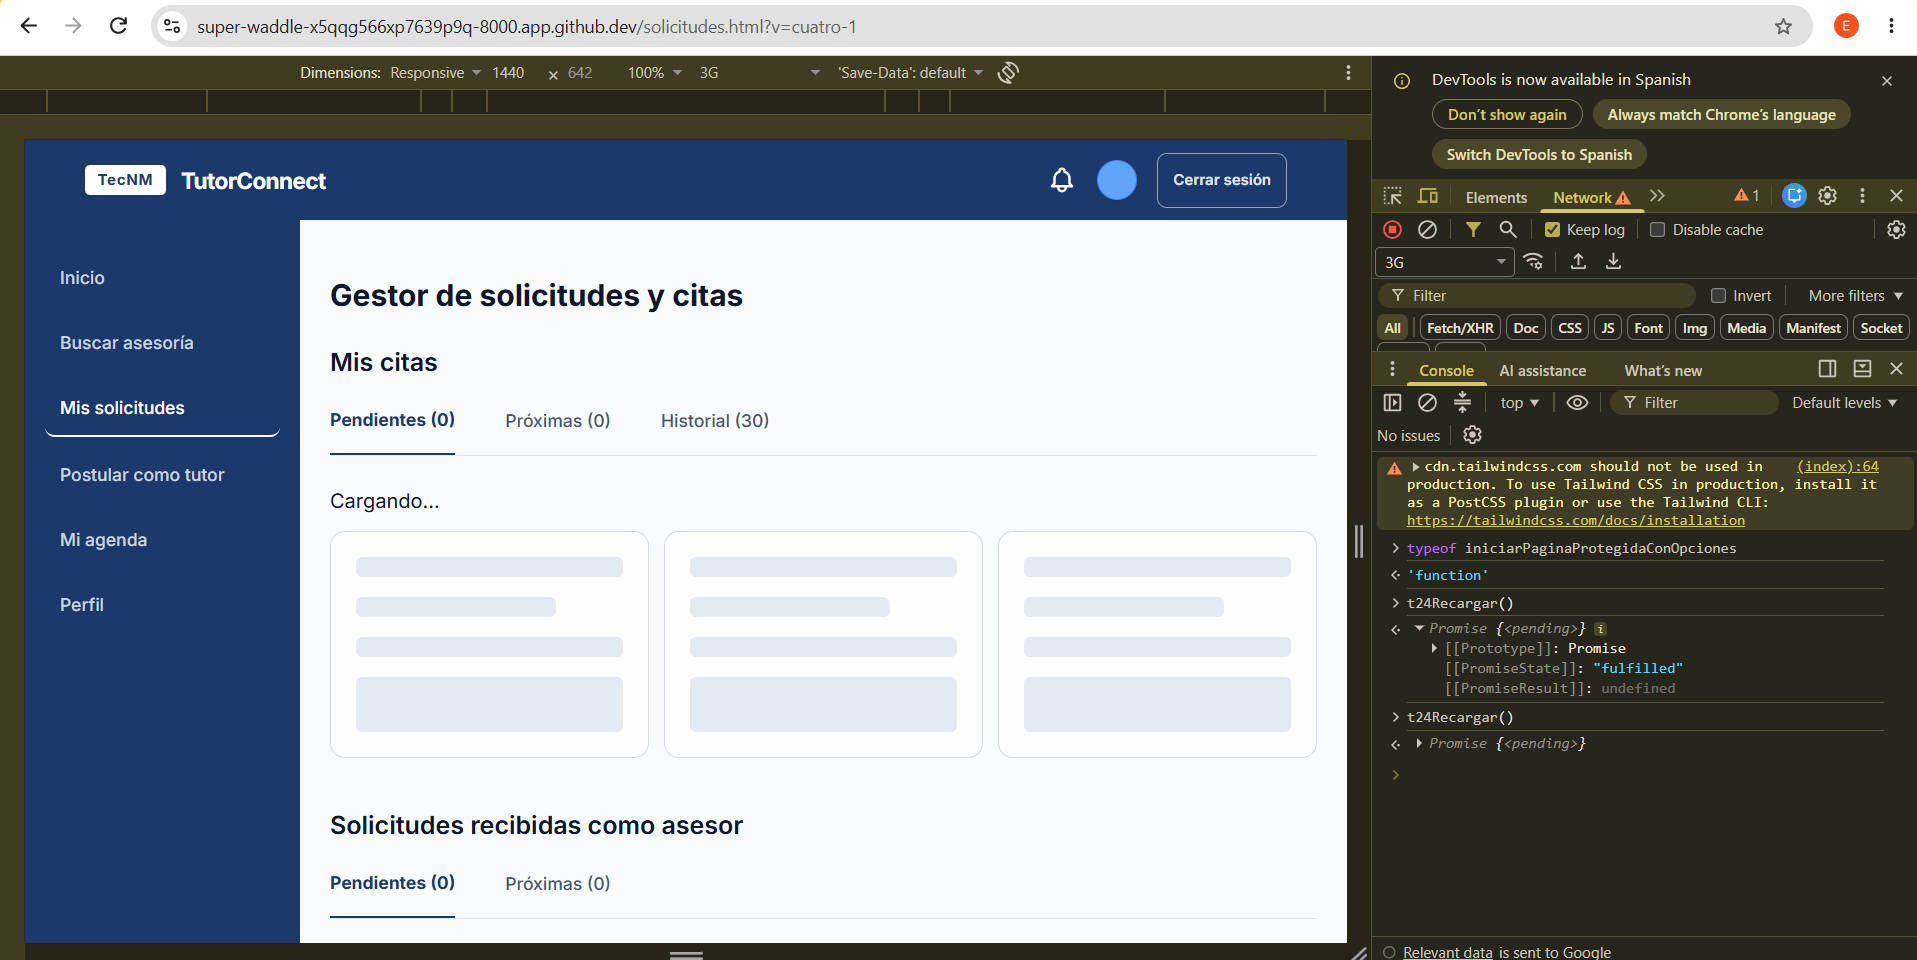 super-waddle-x5qqg566xp7639p9q-8000.app.github.dev/solicitudes.html?v=cuatro-1
E
Dimensions: Responsive 1440 × 642 100% 3G 'Save-Data': default
TecNM TutorConnect
Cerrar sesión
Inicio
Buscar asesoría
Mis solicitudes
Postular como tutor
Mi agenda
Perfil
Gestor de solicitudes y citas
Mis citas
Pendientes (0) Próximas (0) Historial (30)
Cargando...
Solicitudes recibidas como asesor
Pendientes (0) Próximas (0)
DevTools is now available in Spanish
Don't show again Always match Chrome's language
Switch DevTools to Spanish
Elements Network 1
Keep log Disable cache
3G
Filter Invert More filters
All Fetch/XHR Doc CSS JS Font Img Media Manifest Socket
Console AI assistance What's new
top Filter Default levels
No issues
cdn.tailwindcss.com should not be used in (index):64
production. To use Tailwind CSS in production, install it
as a PostCSS plugin or use the Tailwind CLI:
https://tailwindcss.com/docs/installation
typeof iniciarPaginaProtegidaConOpciones
'function'
t24Recargar()
Promise {<pending>} i
[[Prototype]]: Promise
[[PromiseState]]: "fulfilled"
[[PromiseResult]]: undefined
t24Recargar()
Promise {<pending>}
Relevant data is sent to Google